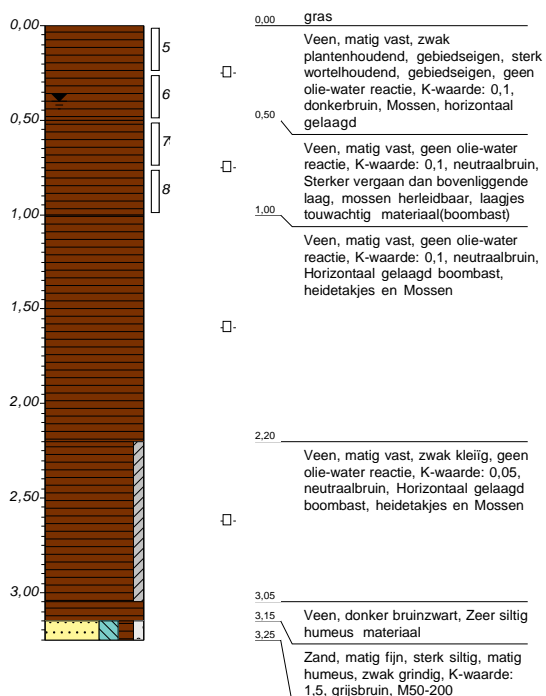 0,00
0,50
1,00
1,50
2,00
2,50
3,00
5
6
7
8
0,00
gras
Veen, matig vast, zwak
plantenhoudend, gebiedseigen, sterk
wortelhoudend, gebiedseigen, geen
olie-water reactie, K-waarde: 0,1,
donkerbruin, Mossen, horizontaal
gelaagd
0,50
Veen, matig vast, geen olie-water
reactie, K-waarde: 0,1, neutraalbruin,
Sterker vergaan dan bovenliggende
laag, mossen herleidbaar, laagjes
touwachtig materiaal(boombast)
1,00
Veen, matig vast, geen olie-water
reactie, K-waarde: 0,1, neutraalbruin,
Horizontaal gelaagd boombast,
heidetakjes en Mossen
2,20
Veen, matig vast, zwak kleiïg, geen
olie-water reactie, K-waarde: 0,05,
neutraalbruin, Horizontaal gelaagd
boombast, heidetakjes en Mossen
3,05
Veen, donker bruinzwart, Zeer siltig
humeus materiaal
3,15
Zand, matig fijn, sterk siltig, matig
humeus, zwak grindig, K-waarde:
1,5, grijsbruin, M50-200
3,25